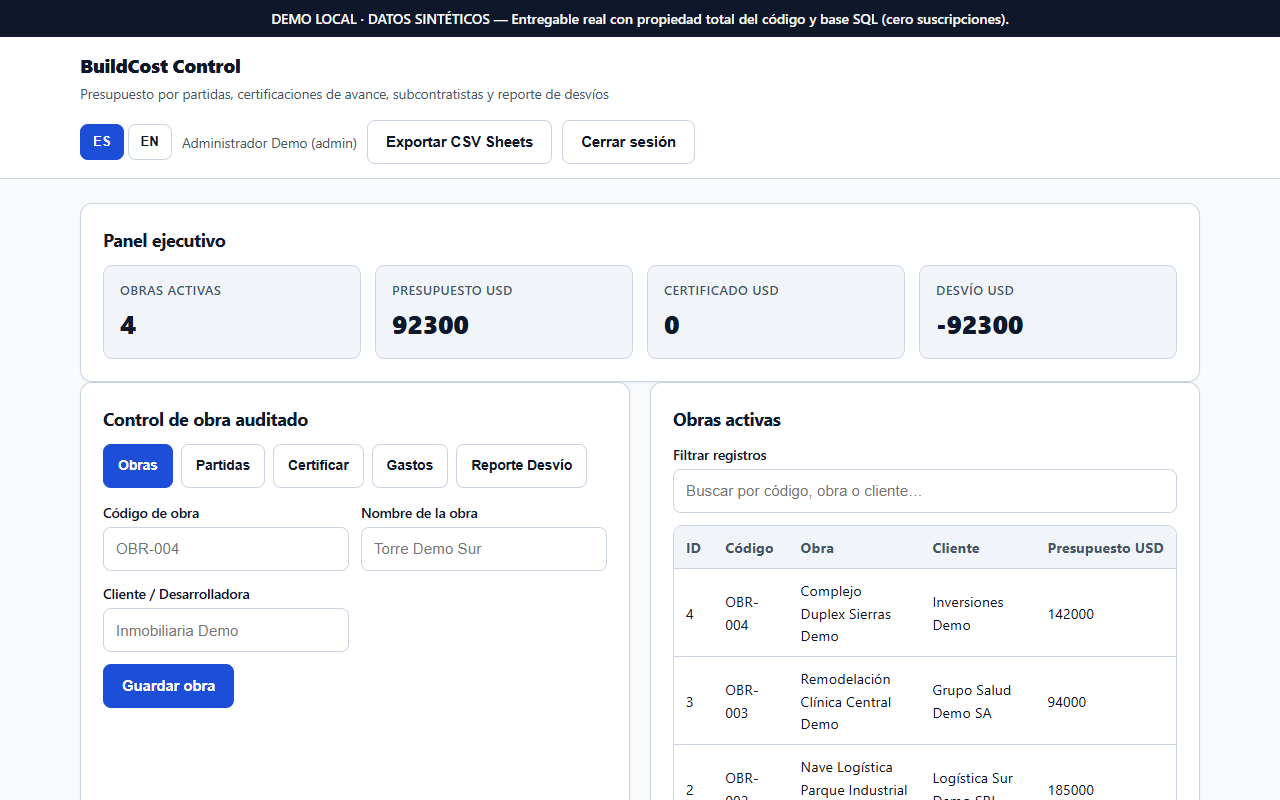 DEMO LOCAL · DATOS SINTÉTICOS — Entregable real con propiedad total del código y base SQL (cero suscripciones).
BuildCost Control
Presupuesto por partidas, certificaciones de avance, subcontratistas y reporte de desvíos
ES EN Administrador Demo (admin) Exportar CSV Sheets Cerrar sesión
Panel ejecutivo
OBRAS ACTIVAS
4
PRESUPUESTO USD
92300
CERTIFICADO USD
0
DESVÍO USD
-92300
Control de obra auditado
Obras Partidas Certificar Gastos Reporte Desvío
Código de obra
OBR-004
Nombre de la obra
Torre Demo Sur
Cliente / Desarrolladora
Inmobiliaria Demo
Guardar obra
Obras activas
Filtrar registros
Buscar por código, obra o cliente…
ID Código Obra Cliente Presupuesto USD
4
OBR-
004
Complejo
Duplex Sierras
Demo
Inversiones
Demo
142000
3
OBR-
003
Remodelación
Clínica Central
Demo
Grupo Salud
Demo SA
94000
2
OBR-
Nave Logística
Parque Industrial
Logística Sur
185000